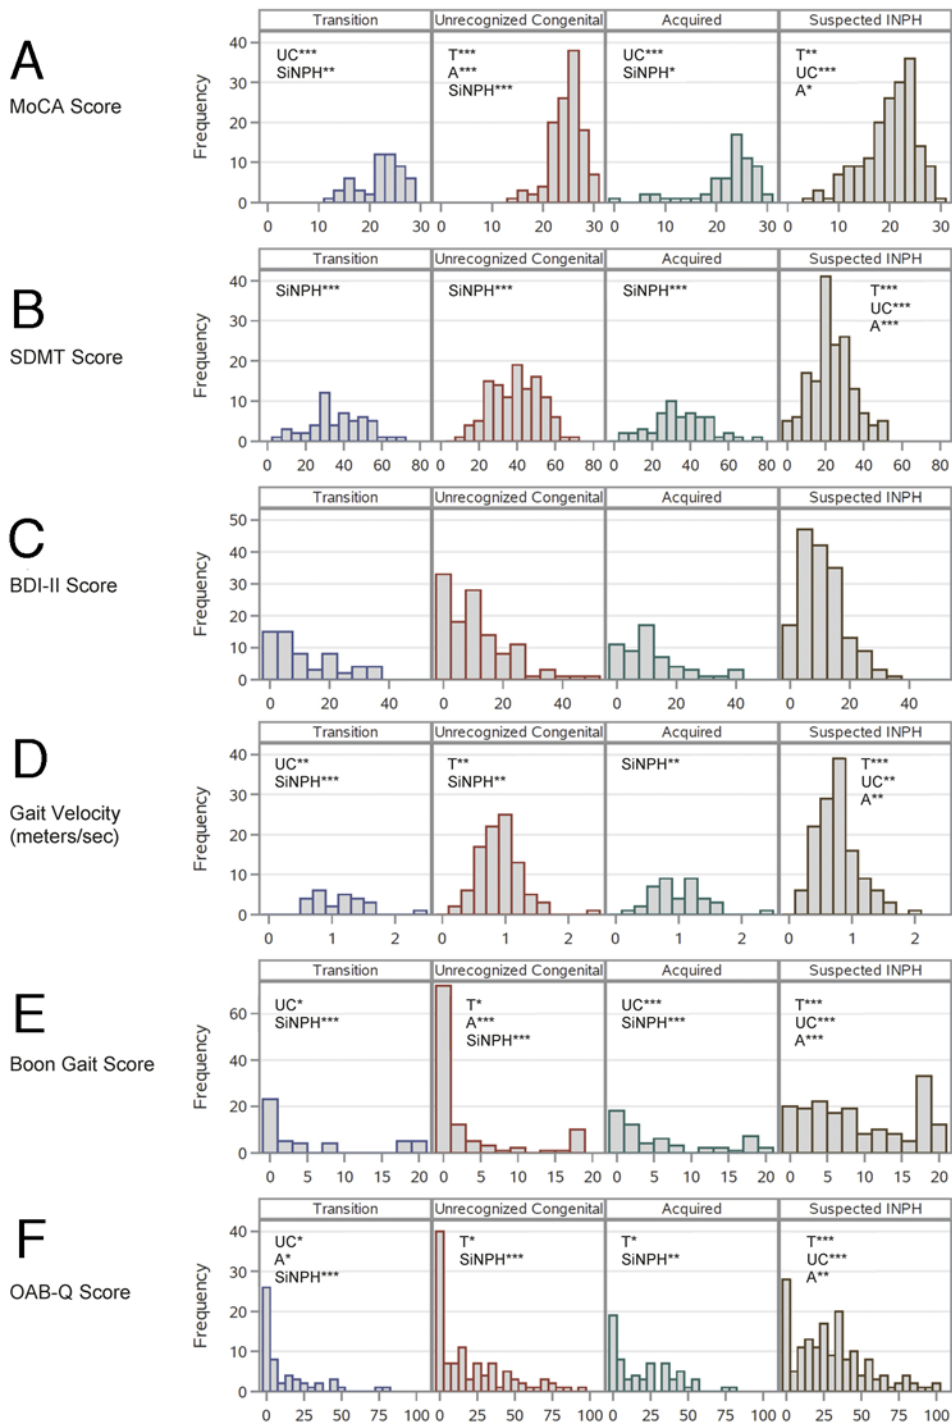 A
MoCA Score
Transition
Unrecognized Congenital
Acquired
Suspected INPH
Frequency
40
30
20
10
0
UC***
SiNPH**
T***
A***
SiNPH***
UC***
SiNPH*
T**
UC***
A*
0 10 20 30 0 10 20 30 0 10 20 30 0 10 20 30
B
SDMT Score
Transition
Unrecognized Congenital
Acquired
Suspected INPH
Frequency
40
30
20
10
0
SiNPH***
SiNPH***
SiNPH***
T***
UC***
A***
0 20 40 60 80 0 20 40 60 80 0 20 40 60 80 0 20 40 60 80
C
BDI-II Score
Transition
Unrecognized Congenital
Acquired
Suspected INPH
Frequency
50
40
30
20
10
0
0 20 40 0 20 40 0 20 40 0 20 40
D
Gait Velocity
(meters/sec)
Transition
Unrecognized Congenital
Acquired
Suspected INPH
Frequency
40
30
20
10
0
UC**
SiNPH***
T**
SiNPH**
SiNPH**
T***
UC**
A**
0 1 2 0 1 2 0 1 2 0 1 2
E
Boon Gait Score
Transition
Unrecognized Congenital
Acquired
Suspected INPH
Frequency
60
40
20
0
UC*
SiNPH***
T*
A***
SiNPH***
UC***
SiNPH***
T***
UC***
A***
0 5 10 15 20 0 5 10 15 20 0 5 10 15 20 0 5 10 15 20
F
OAB-Q Score
Transition
Unrecognized Congenital
Acquired
Suspected INPH
Frequency
40
30
20
10
0
UC*
A*
SiNPH***
T*
SiNPH***
T*
SiNPH**
T***
UC***
A**
0 25 50 75 100 0 25 50 75 100 0 25 50 75 100 0 25 50 75 100